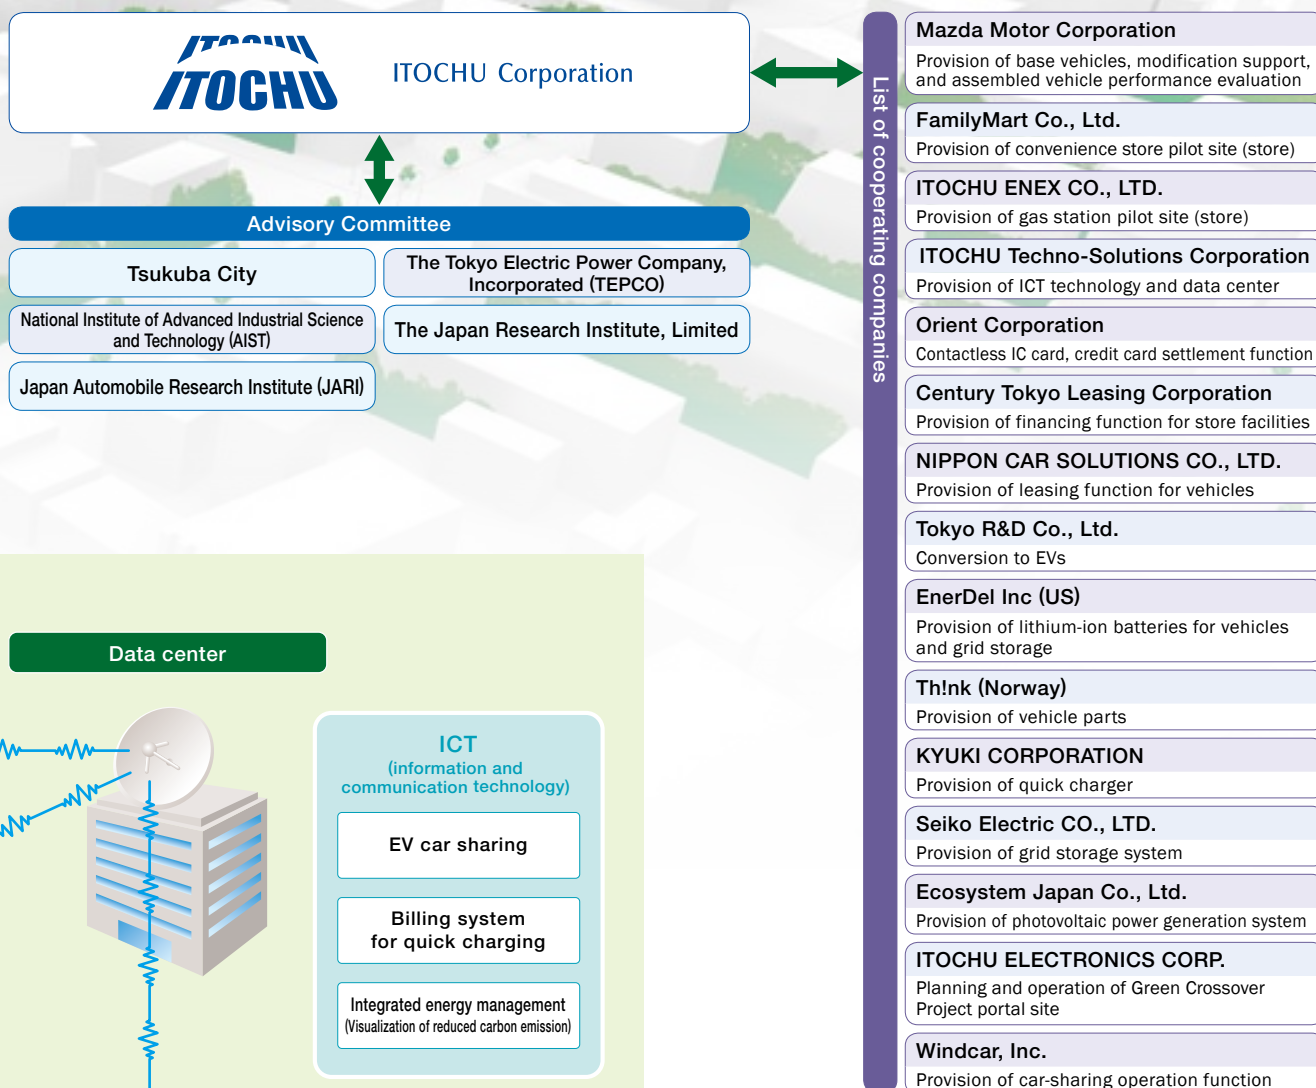 ITOCHU
ITOCHU Corporation
Advisory Committee
Tsukuba City
The Tokyo Electric Power Company,
Incorporated (TEPCO)
National Institute of Advanced Industrial Science
and Technology (AIST)
The Japan Research Institute, Limited
Japan Automobile Research Institute (JARI)
Data center
ICT
(information and
communication technology)
EV car sharing
Billing system
for quick charging
Integrated energy management
(Visualization of reduced carbon emission)
List of cooperating companies
Mazda Motor Corporation
Provision of base vehicles, modification support,
and assembled vehicle performance evaluation
FamilyMart Co., Ltd.
Provision of convenience store pilot site (store)
ITOCHU ENEX CO., LTD.
Provision of gas station pilot site (store)
ITOCHU Techno-Solutions Corporation
Provision of ICT technology and data center
Orient Corporation
Contactless IC card, credit card settlement function
Century Tokyo Leasing Corporation
Provision of financing function for store facilities
NIPPON CAR SOLUTIONS CO., LTD.
Provision of leasing function for vehicles
Tokyo R&D Co., Ltd.
Conversion to EVs
EnerDel Inc (US)
Provision of lithium-ion batteries for vehicles
and grid storage
Th!nk (Norway)
Provision of vehicle parts
KYUKI CORPORATION
Provision of quick charger
Seiko Electric CO., LTD.
Provision of grid storage system
Ecosystem Japan Co., Ltd.
Provision of photovoltaic power generation system
ITOCHU ELECTRONICS CORP.
Planning and operation of Green Crossover
Project portal site
Windcar, Inc.
Provision of car-sharing operation function